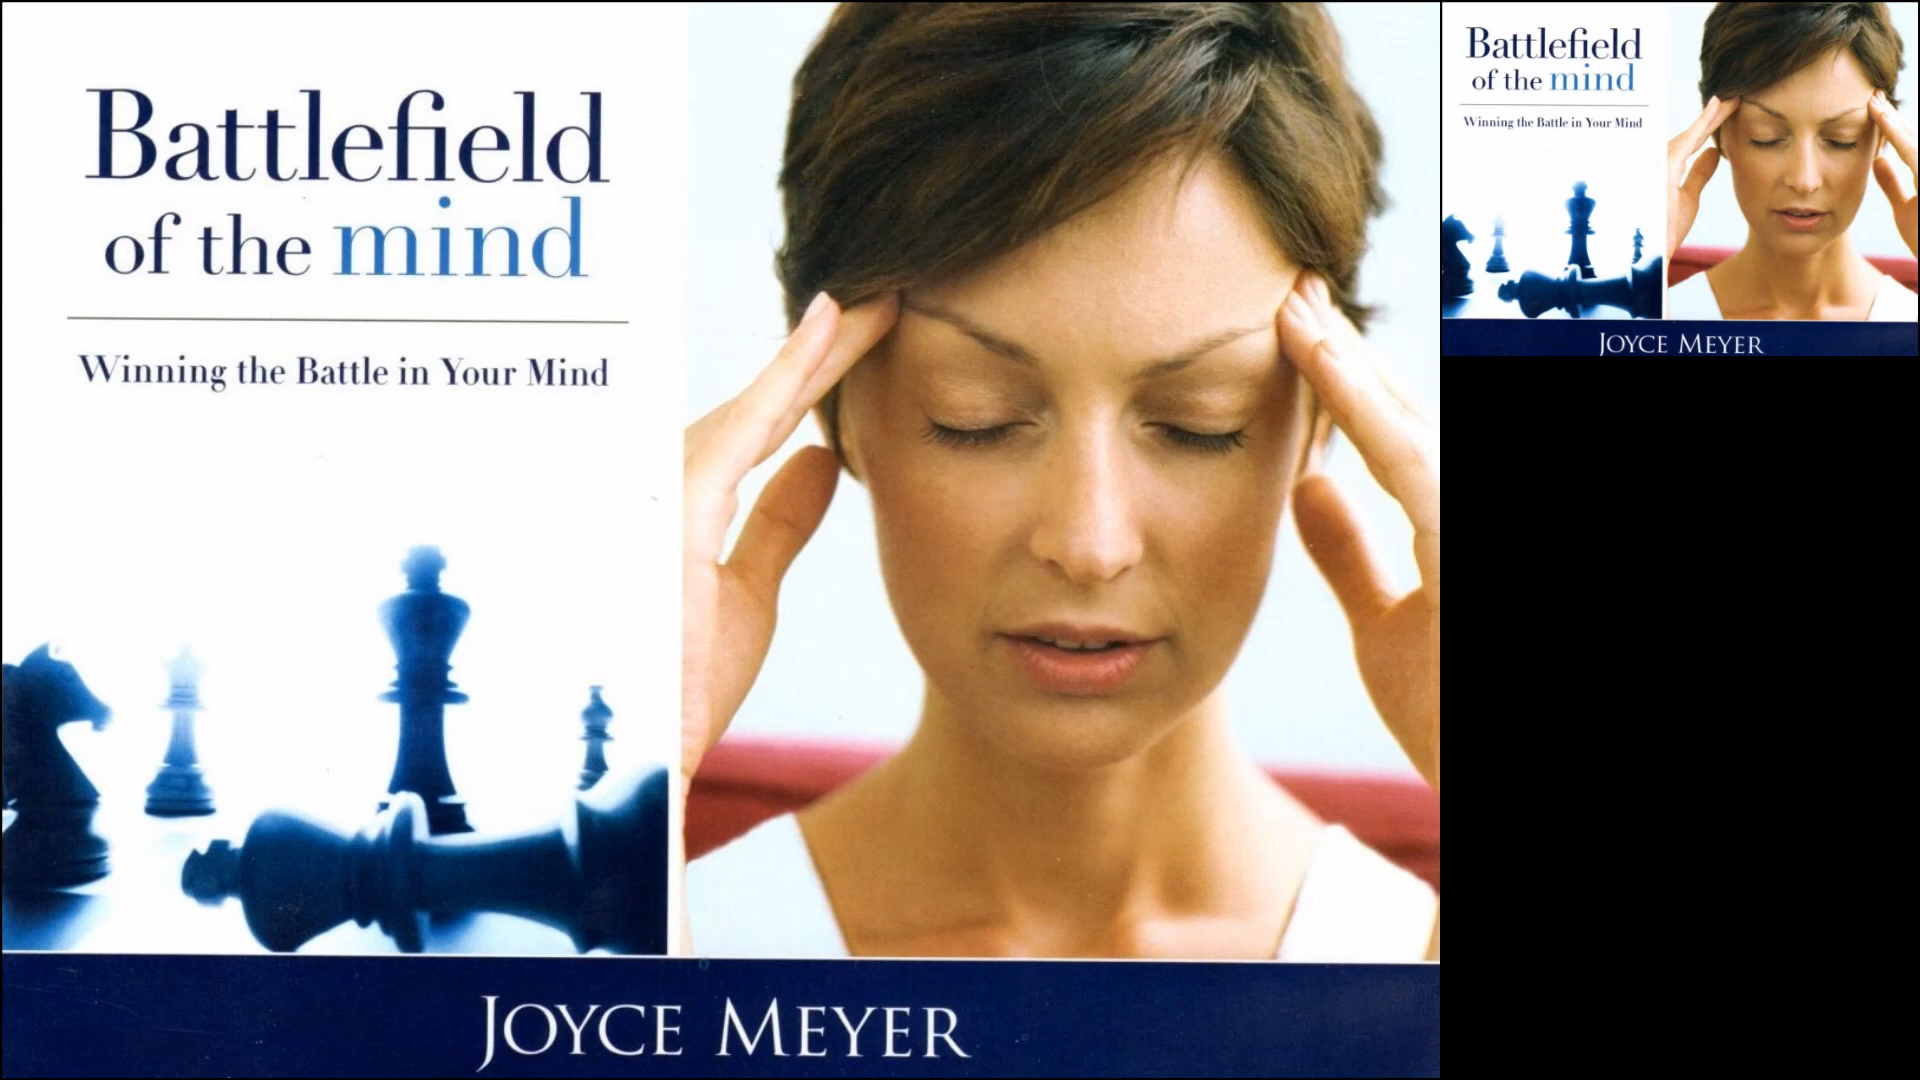 Battlefield
of the mind
Winning the Battle in Your Mind
JOYCE MEYER
Battlefield
of the mind
Winning the Battle in Your Mind
JOYCE MEYER